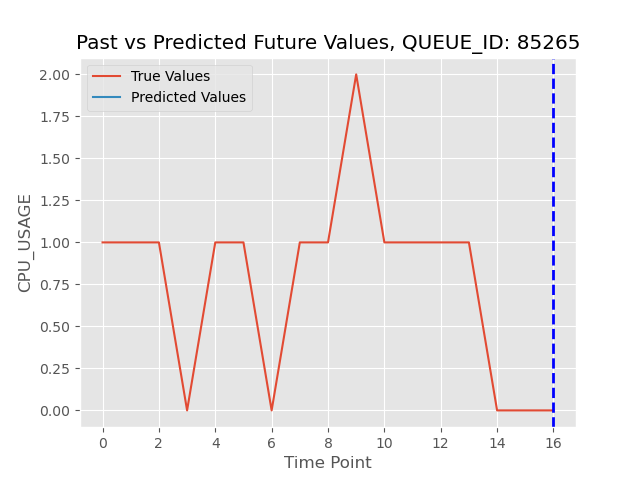 Past vs Predicted Future Values, QUEUE_ID: 85265
True Values
Predicted Values
CPU_USAGE
2.00
1.75
1.50
1.25
1.00
0.75
0.50
0.25
0.00
0 2 4 6 8 10 12 14 16
Time Point